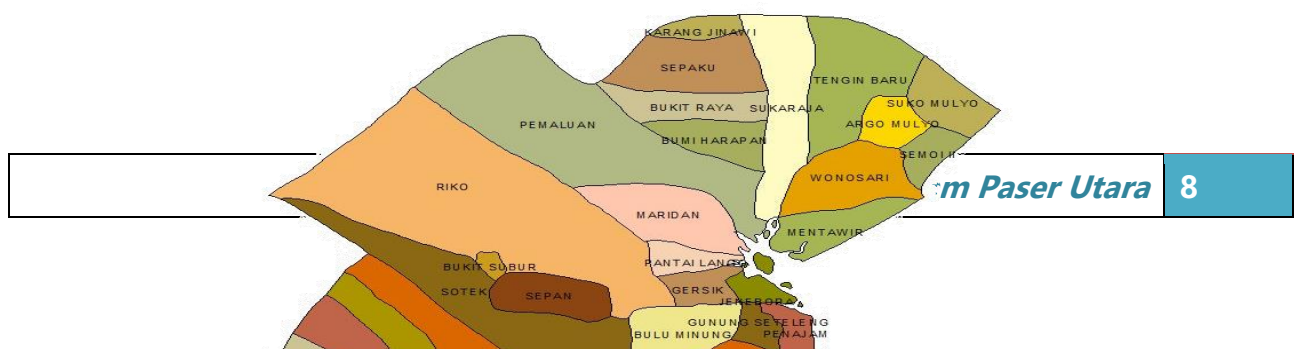 KARANG JINAWI
SEPAKU
TENGIN BARU
BUKIT RAYA
SUKARAJA
SUKO MULYO
PEMALUAN
ARGO MULYO
BUMI HARAPAN
SEMOI II
RIKO
WONOSARI
m Paser Utara 8
MARIDAN
MENTAWIR
PANTAI LANGO
BUKIT SUBUR
SOTEK
SEPAN
GERSIK
JENEBORA
GUNUNG SETELENG
BULU MINUNG
PENAJAM